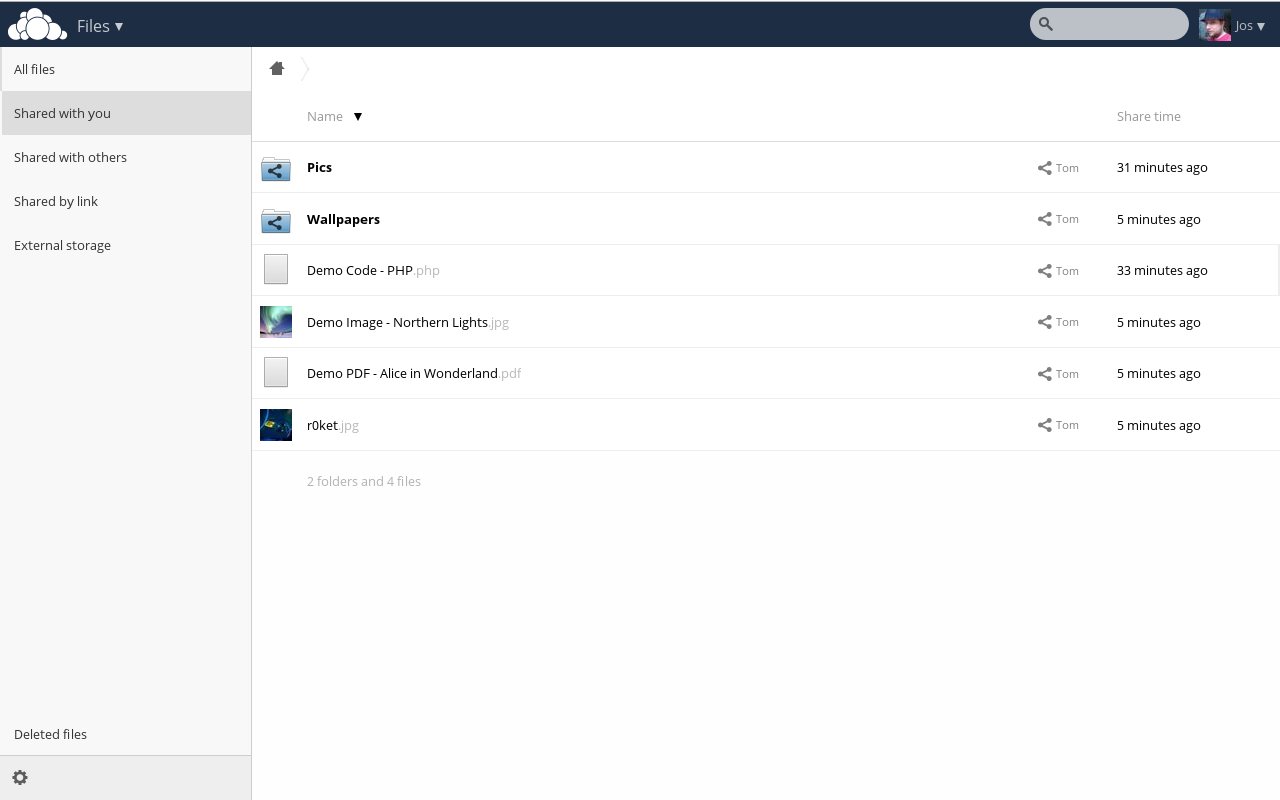 Files ▼
Jos ▼
All files
Shared with you
Shared with others
Shared by link
External storage
Deleted files
Name ▼ Share time
Pics Tom 31 minutes ago
Wallpapers Tom 5 minutes ago
Demo Code - PHP.php Tom 33 minutes ago
Demo Image - Northern Lights.jpg Tom 5 minutes ago
Demo PDF - Alice in Wonderland.pdf Tom 5 minutes ago
r0ket.jpg Tom 5 minutes ago
2 folders and 4 files